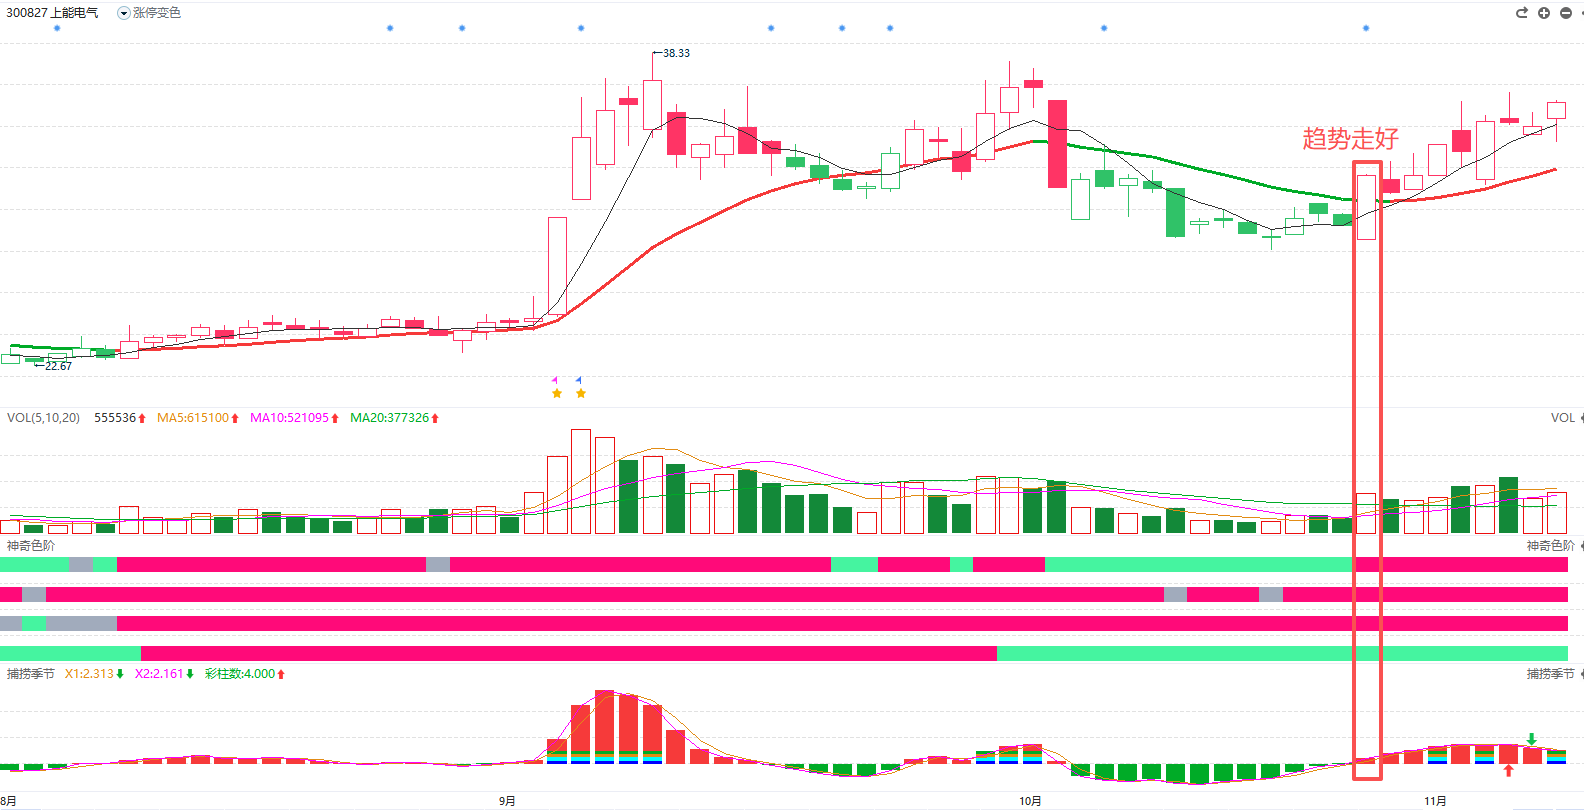 300827 上能电气 涨停变色
38.33
趋势走好
22.67
VOL(5,10,20) 555536 MA5:615100 MA10:521095 MA20:377326 VOL
神奇色阶 神奇色阶
捕捞季节 X1:2.313 X2:2.161 彩柱数:4.000 捕捞季节
8月 9月 10月 11月